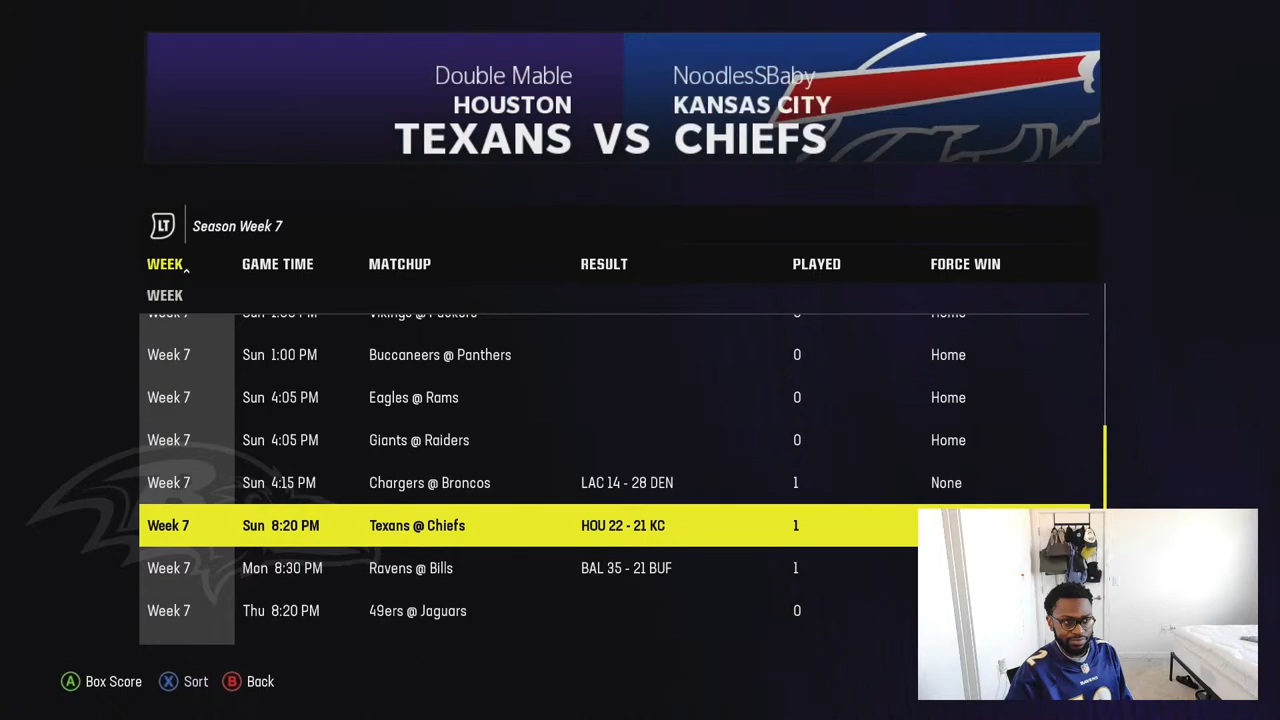 Double Mable
HOUSTON
TEXANS VS CHIEFS
NoodlesSBaby
KANSAS CITY
LT Season Week 7
WEEK GAME TIME MATCHUP RESULT PLAYED FORCE WIN
WEEK
Week 7 Sun 1:00 PM Buccaneers @ Panthers 0 Home
Week 7 Sun 4:05 PM Eagles @ Rams 0 Home
Week 7 Sun 4:05 PM Giants @ Raiders 0 Home
Week 7 Sun 4:15 PM Chargers @ Broncos LAC 14 - 28 DEN 1 None
Week 7 Sun 8:20 PM Texans @ Chiefs HOU 22 - 21 KC 1
Week 7 Mon 8:30 PM Ravens @ Bills BAL 35 - 21 BUF 1
Week 7 Thu 8:20 PM 49ers @ Jaguars 0
A Box Score X Sort B Back